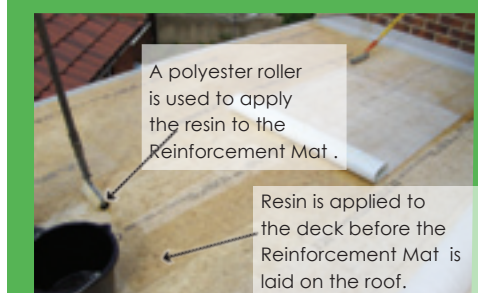 A polyester roller
is used to apply
the resin to the
Reinforcement Mat .
Resin is applied to
the deck before the
Reinforcement Mat  is
laid on the roof.